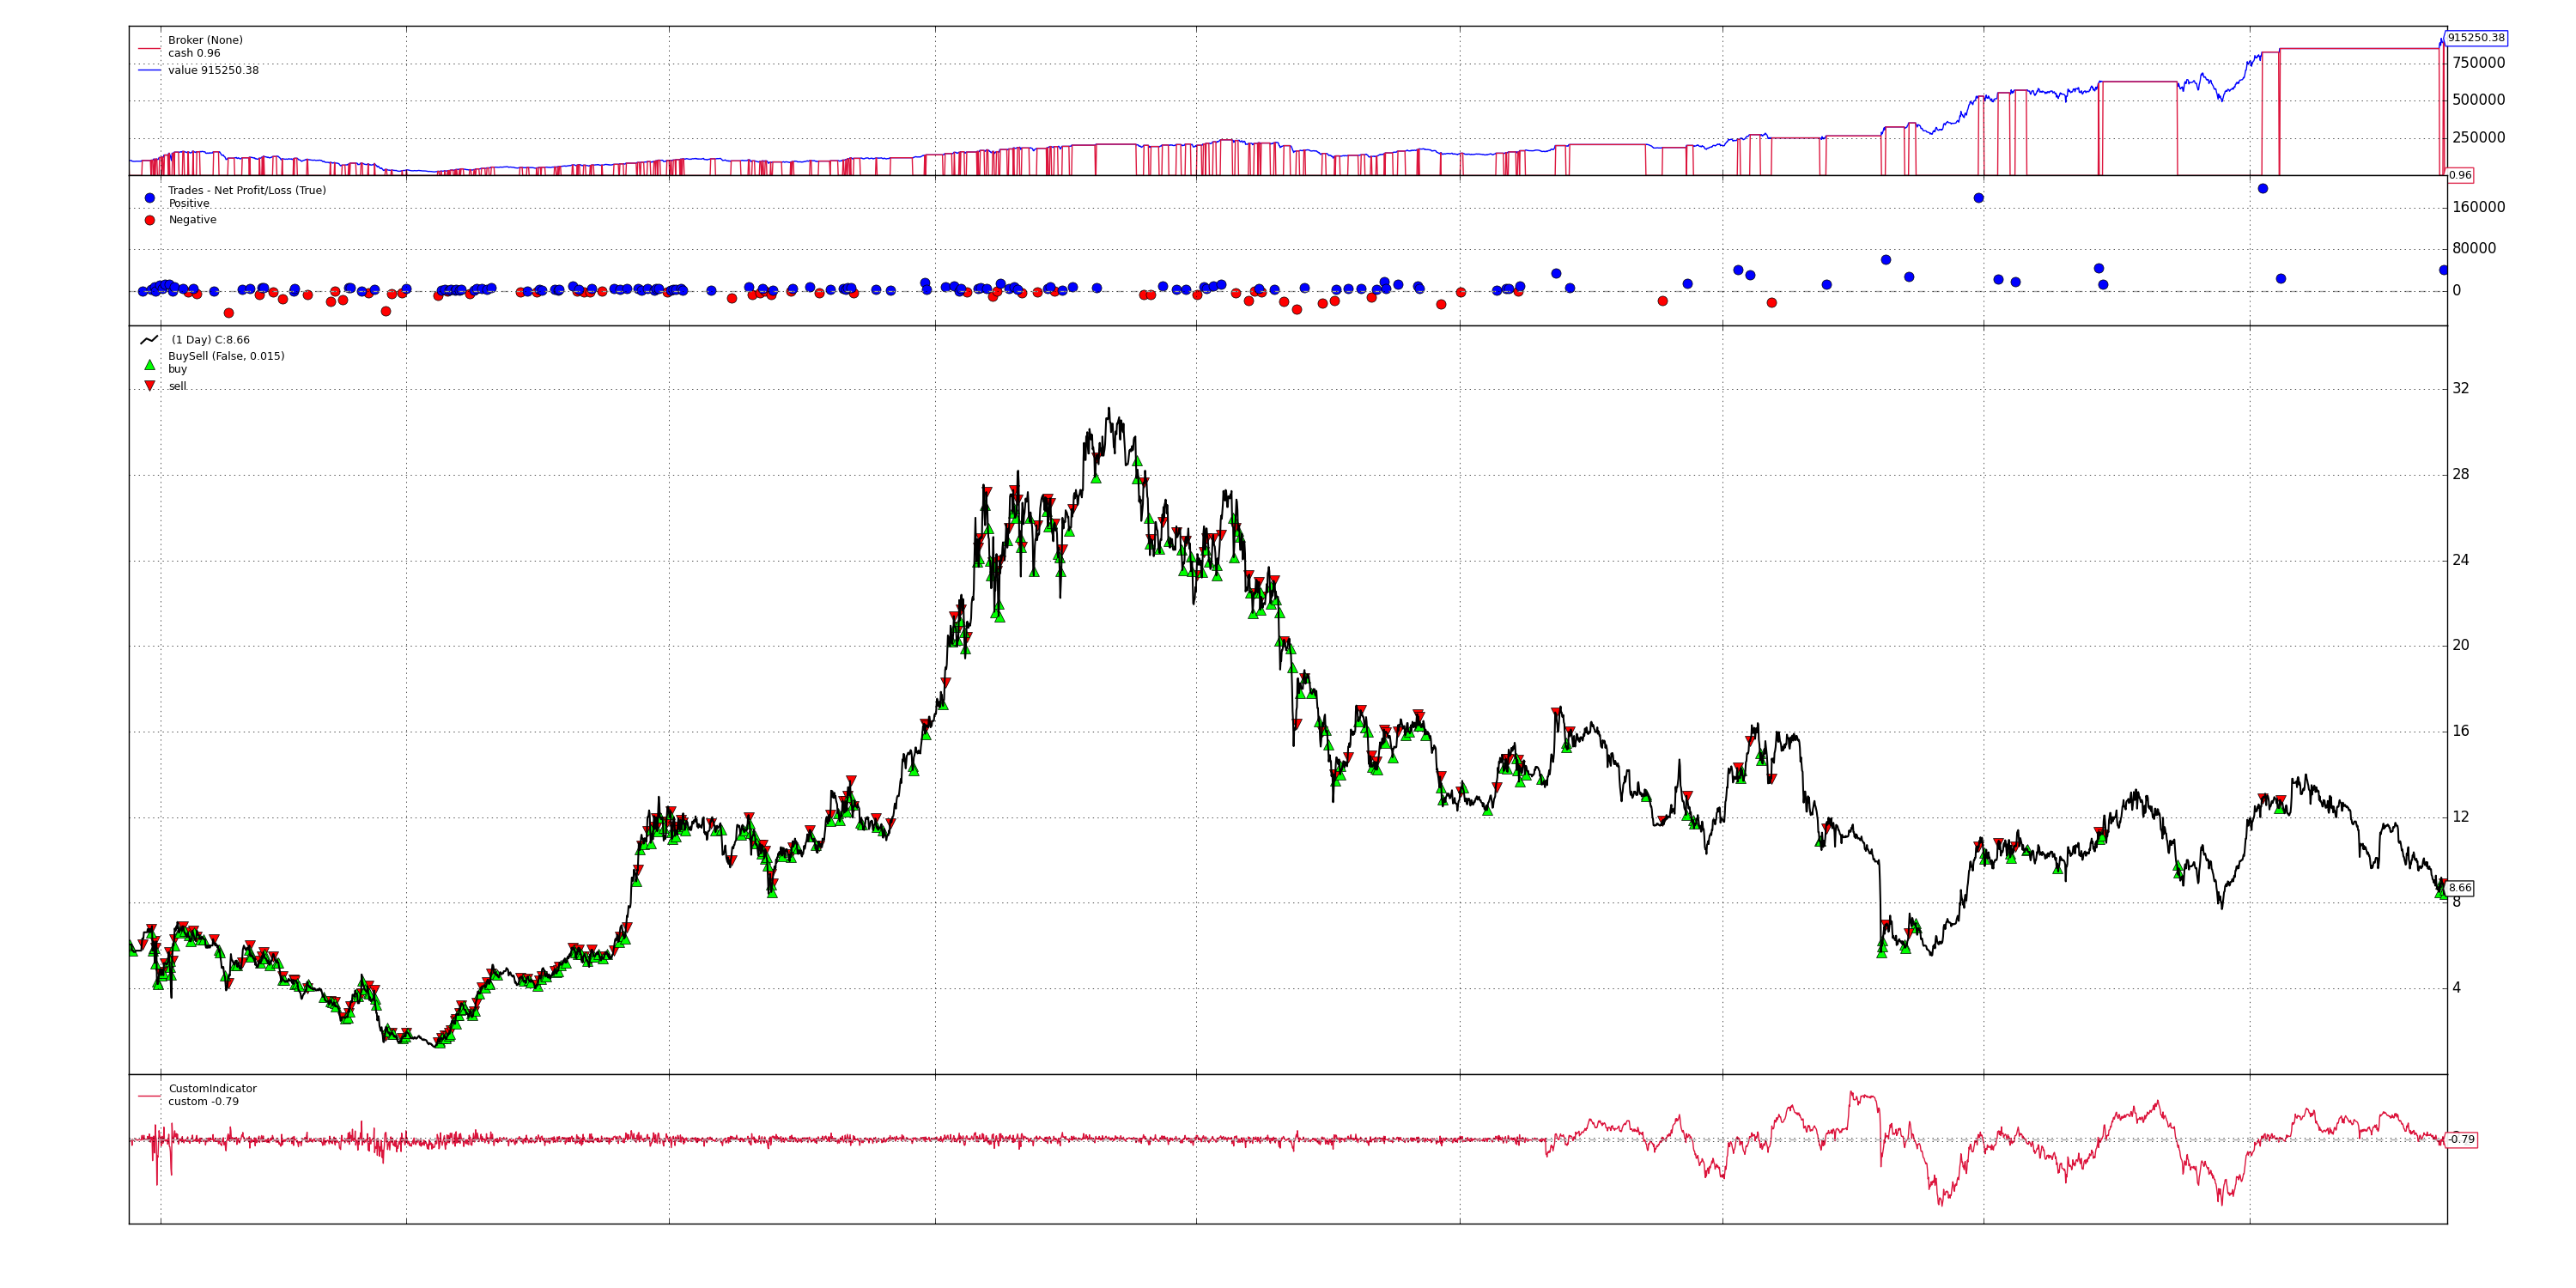 Broker (None)
cash 0.96
value 915250.38
915250.38
750000
500000
250000
0.96
Trades - Net Profit/Loss (True)
Positive
Negative
160000
80000
0
(1 Day) C:8.66
BuySell (False, 0.015)
buy
sell
32
28
24
20
16
12
8.66
8
4
CustomIndicator
custom -0.79
-0.79